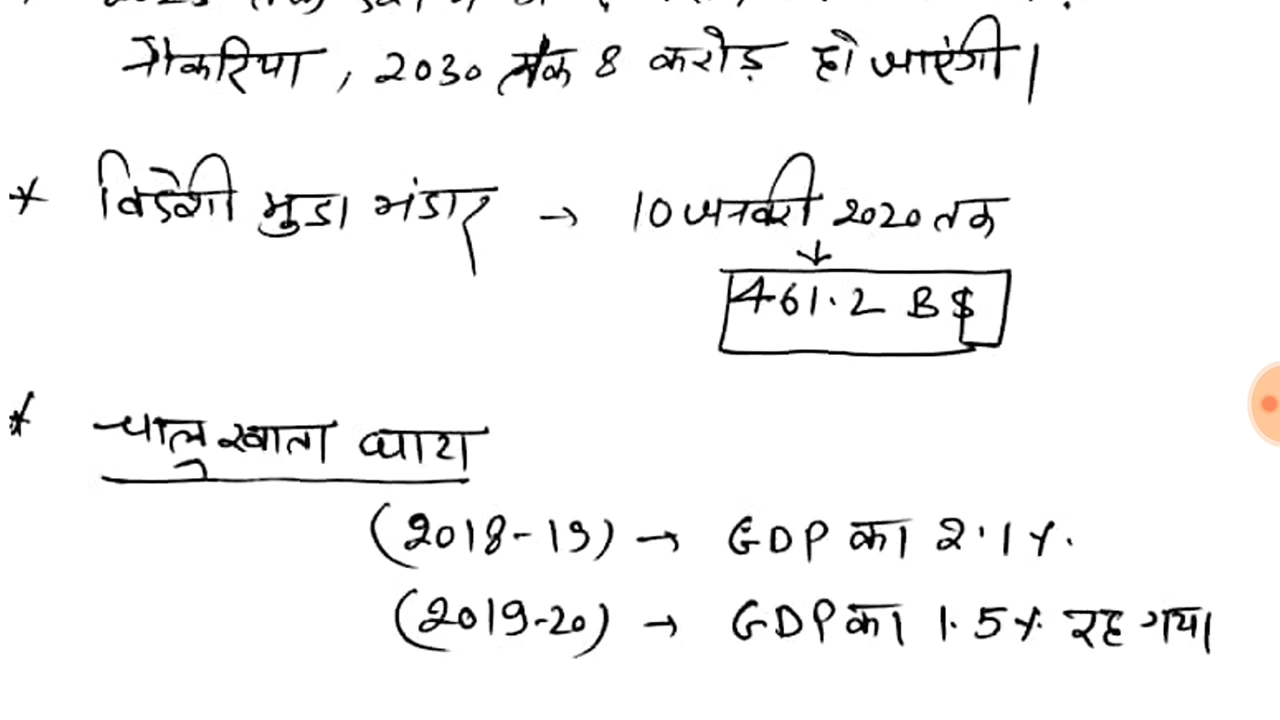 नौकरिया, 2030 तक 8 करोड़ हो जाएंगी।
* विदेशी मुद्रा भंडार → 10 जनवरी 2020 तक
↓
461.2 B $
* चालु खाता घाटा
(2018-19) → GDP का 2.1%.
(2019-20) → GDP का 1.5% रह गया